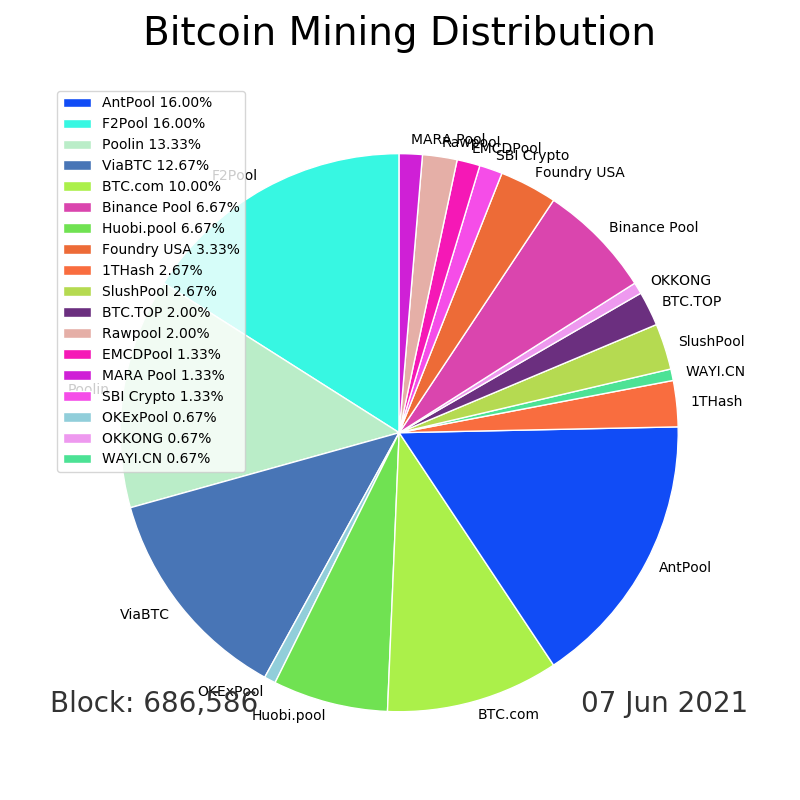 Bitcoin Mining Distribution
AntPool 16.00%
F2Pool 16.00%
Poolin 13.33%
ViaBTC 12.67%
BTC.com 10.00%
Binance Pool 6.67%
Huobi.pool 6.67%
Foundry USA 3.33%
1THash 2.67%
SlushPool 2.67%
BTC.TOP 2.00%
Rawpool 2.00%
EMCDPool 1.33%
MARA Pool 1.33%
SBI Crypto 1.33%
OKExPool 0.67%
OKKONG 0.67%
WAYI.CN 0.67%
MARA Pool
Rawpool
EMCDPool
SBI Crypto
Foundry USA
F2Pool
Binance Pool
OKKONG
BTC.TOP
SlushPool
WAYI.CN
Poolin
1THash
AntPool
ViaBTC
OKExPool
Huobi.pool
BTC.com
Block: 686,586
07 Jun 2021